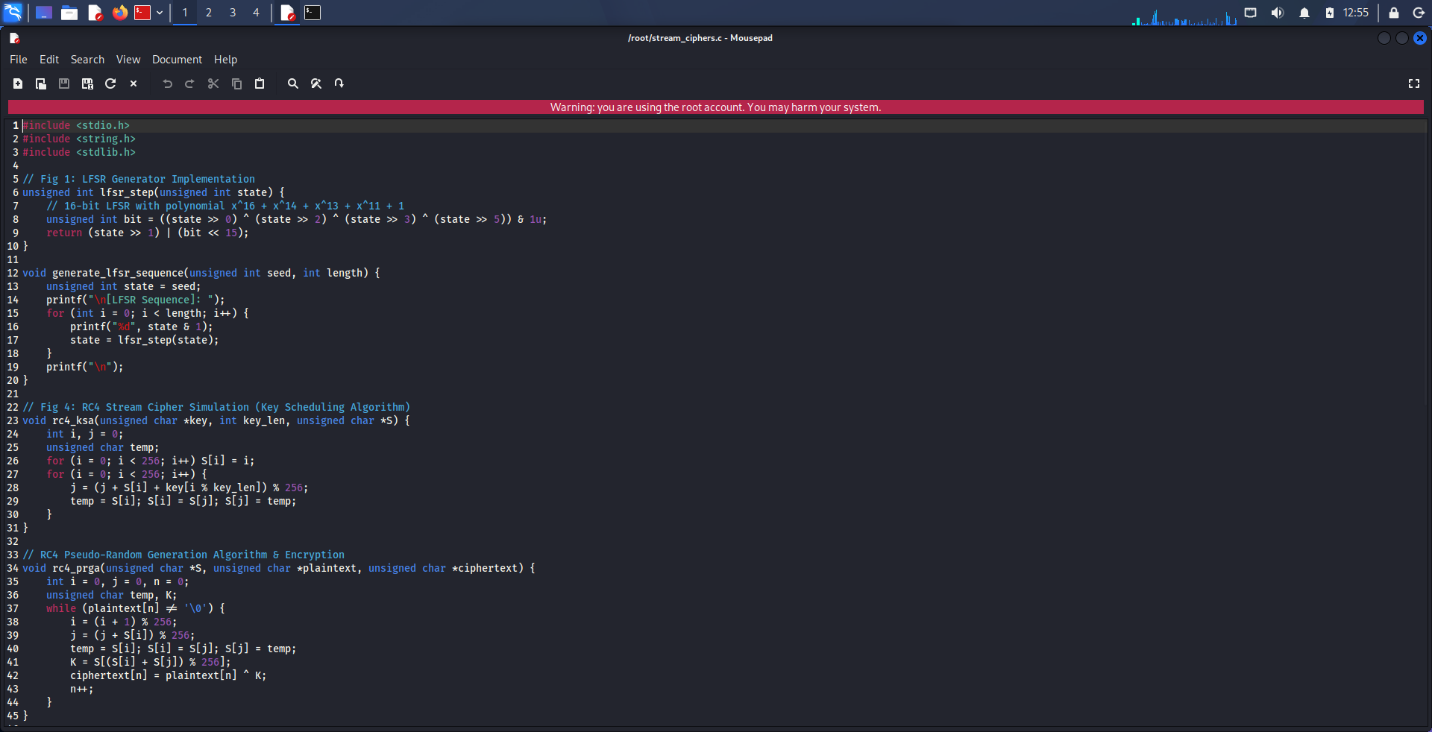 1 2 3 4 12:55
/root/stream_ciphers.c - Mousepad
File Edit Search View Document Help
Warning: you are using the root account. You may harm your system.
1 #include <stdio.h>
2 #include <string.h>
3 #include <stdlib.h>
4
5 // Fig 1: LFSR Generator Implementation
6 unsigned int lfsr_step(unsigned int state) {
7     // 16-bit LFSR with polynomial x^16 + x^14 + x^13 + x^11 + 1
8     unsigned int bit = ((state >> 0) ^ (state >> 2) ^ (state >> 3) ^ (state >> 5)) & 1u;
9     return (state >> 1) | (bit << 15);
10 }
11
12 void generate_lfsr_sequence(unsigned int seed, int length) {
13     unsigned int state = seed;
14     printf("\n[LFSR Sequence]: ");
15     for (int i = 0; i < length; i++) {
16         printf("%d", state & 1);
17         state = lfsr_step(state);
18     }
19     printf("\n");
20 }
21
22 // Fig 4: RC4 Stream Cipher Simulation (Key Scheduling Algorithm)
23 void rc4_ksa(unsigned char *key, int key_len, unsigned char *S) {
24     int i, j = 0;
25     unsigned char temp;
26     for (i = 0; i < 256; i++) S[i] = i;
27     for (i = 0; i < 256; i++) {
28         j = (j + S[i] + key[i % key_len]) % 256;
29         temp = S[i]; S[i] = S[j]; S[j] = temp;
30     }
31 }
32
33 // RC4 Pseudo-Random Generation Algorithm & Encryption
34 void rc4_prga(unsigned char *S, unsigned char *plaintext, unsigned char *ciphertext) {
35     int i = 0, j = 0, n = 0;
36     unsigned char temp, K;
37     while (plaintext[n] != '\0') {
38         i = (i + 1) % 256;
39         j = (j + S[i]) % 256;
40         temp = S[i]; S[i] = S[j]; S[j] = temp;
41         K = S[(S[i] + S[j]) % 256];
42         ciphertext[n] = plaintext[n] ^ K;
43         n++;
44     }
45 }